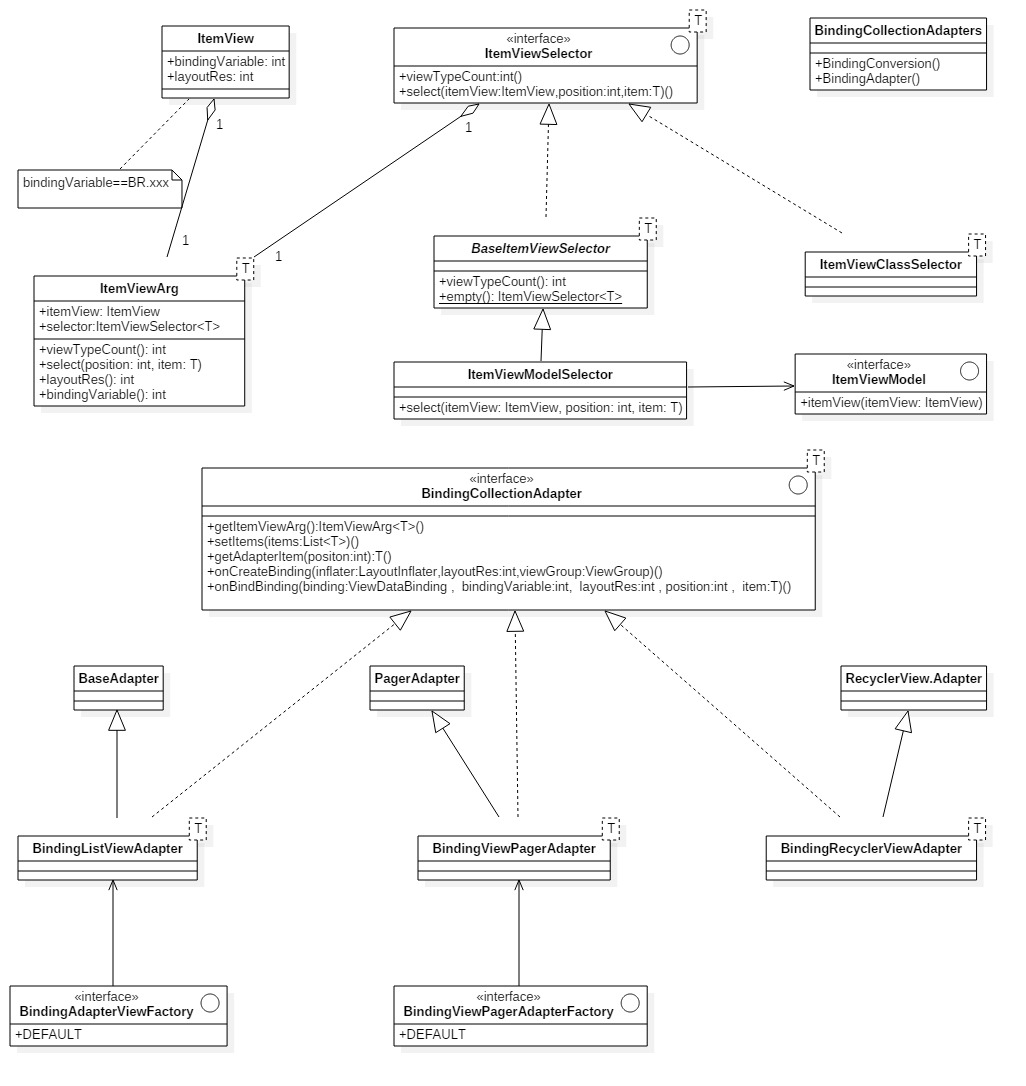 ItemView
+bindingVariable: int
+layoutRes: int
1
bindingVariable==BR.xxx
1
T
«interface»
ItemViewSelector
+viewTypeCount:int()
+select(itemView:ItemView,position:int,item:T)()
1
1
BindingCollectionAdapters
+BindingConversion()
+BindingAdapter()
T
ItemViewArg
+itemView: ItemView
+selector:ItemViewSelector<T>
+viewTypeCount(): int
+select(position: int, item: T)
+layoutRes(): int
+bindingVariable(): int
T
BaseItemViewSelector
+viewTypeCount(): int
+empty(): ItemViewSelector<T>
T
ItemViewClassSelector
ItemViewModelSelector
+select(itemView: ItemView, position: int, item: T)
«interface»
ItemViewModel
+itemView(itemView: ItemView)
T
«interface»
BindingCollectionAdapter
+getItemViewArg():ItemViewArg<T>()
+setItems(items:List<T>)()
+getAdapterItem(positon:int):T()
+onCreateBinding(inflater:LayoutInflater,layoutRes:int,viewGroup:ViewGroup)()
+onBindBinding(binding:ViewDataBinding , bindingVariable:int, layoutRes:int , position:int , item:T)()
BaseAdapter
PagerAdapter
RecyclerView.Adapter
T
BindingListViewAdapter
T
BindingViewPagerAdapter
T
BindingRecyclerViewAdapter
«interface»
BindingAdapterViewFactory
+DEFAULT
«interface»
BindingViewPagerAdapterFactory
+DEFAULT